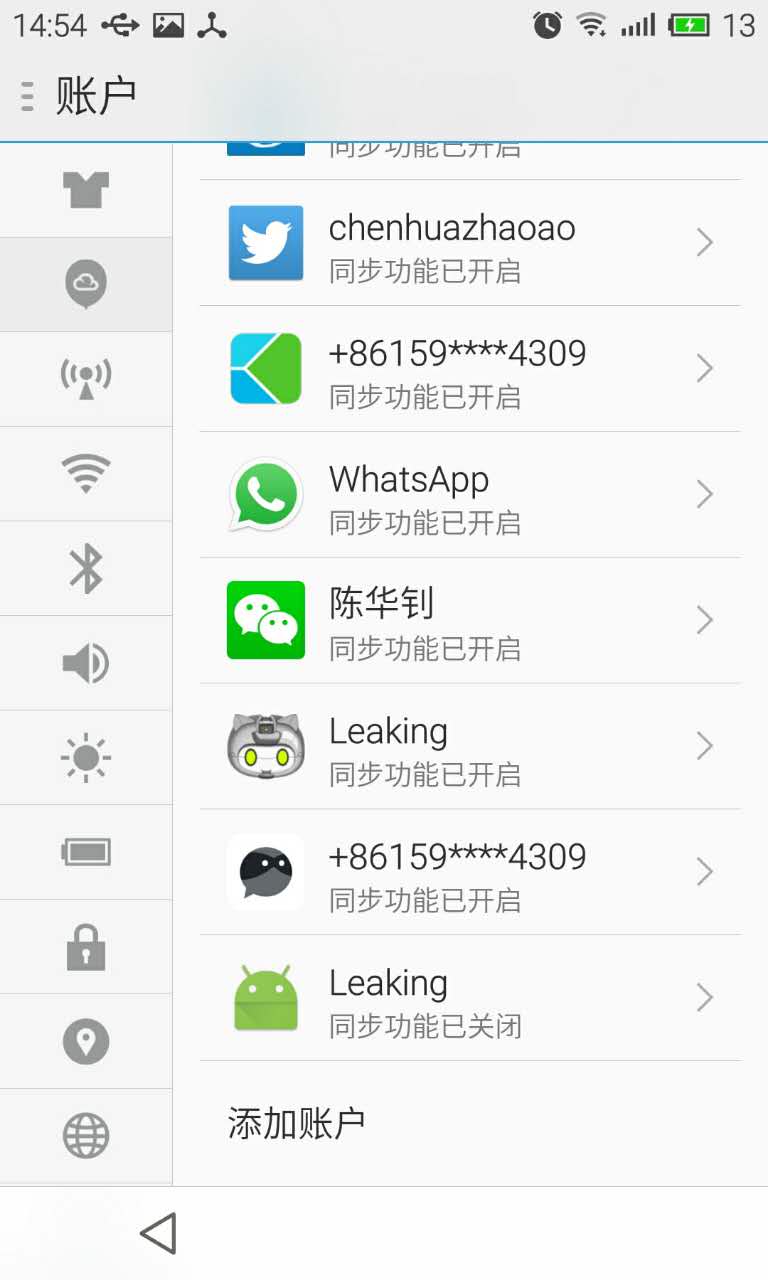 14:54
13
账户
同步功能已开启
chenhuazhaoao
同步功能已开启
+86159****4309
同步功能已开启
WhatsApp
同步功能已开启
陈华钊
同步功能已开启
Leaking
同步功能已开启
+86159****4309
同步功能已开启
Leaking
同步功能已关闭
添加账户